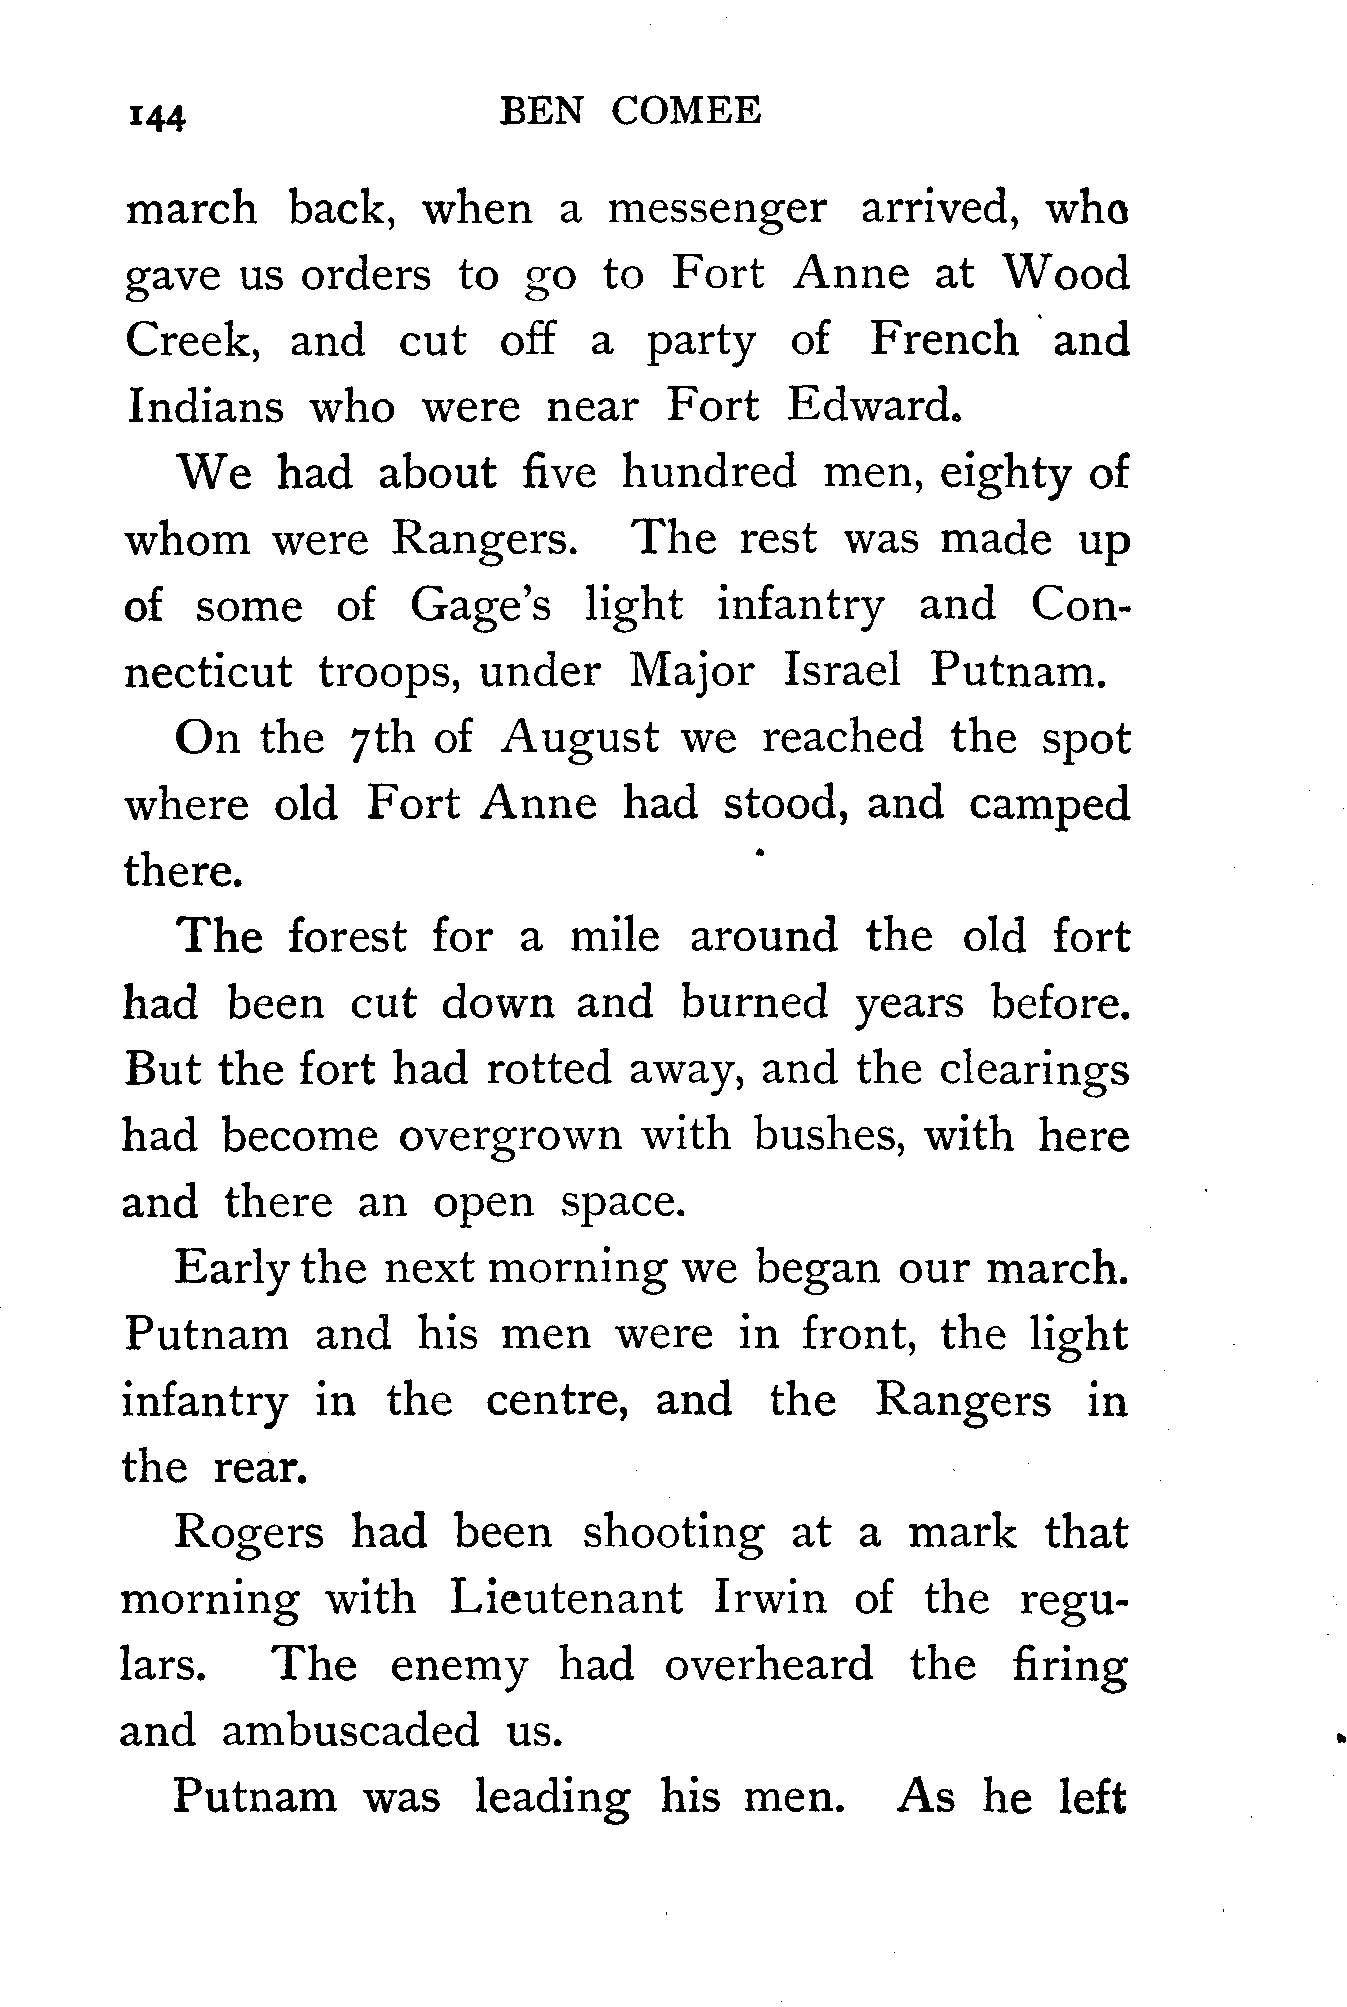 144 BEN COMEE
march back, when a messenger arrived, who
gave us orders to go to Fort Anne at Wood
Creek, and cut off a party of French and
Indians who were near Fort Edward.
We had about five hundred men, eighty of
whom were Rangers. The rest was made up
of some of Gage's light infantry and Con-
necticut troops, under Major Israel Putnam.
On the 7th of August we reached the spot
where old Fort Anne had stood, and camped
there.
The forest for a mile around the old fort
had been cut down and burned years before.
But the fort had rotted away, and the clearings
had become overgrown with bushes, with here
and there an open space.
Early the next morning we began our march.
Putnam and his men were in front, the light
infantry in the centre, and the Rangers in
the rear.
Rogers had been shooting at a mark that
morning with Lieutenant Irwin of the regu-
lars. The enemy had overheard the firing
and ambuscaded us.
Putnam was leading his men. As he left